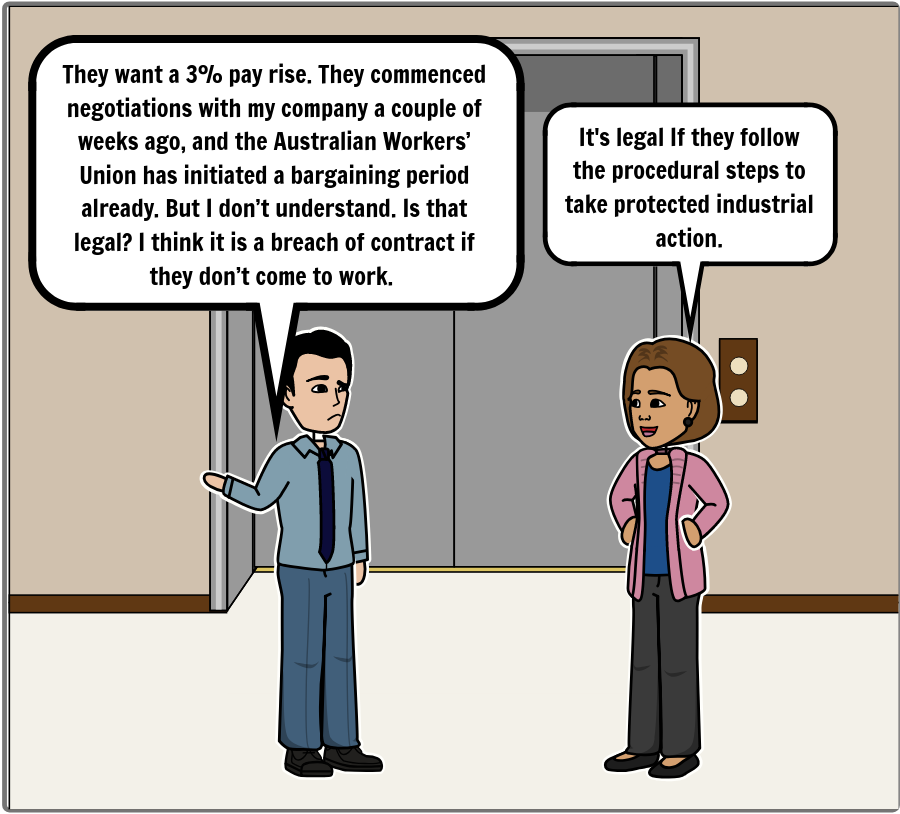 They want a 3% pay rise. They commenced
negotiations with my company a couple of
weeks ago, and the Australian Workers’
Union has initiated a bargaining period
already. But I don’t understand. Is that
legal? I think it is a breach of contract if
they don’t come to work.
It's legal If they follow
the procedural steps to
take protected industrial
action.